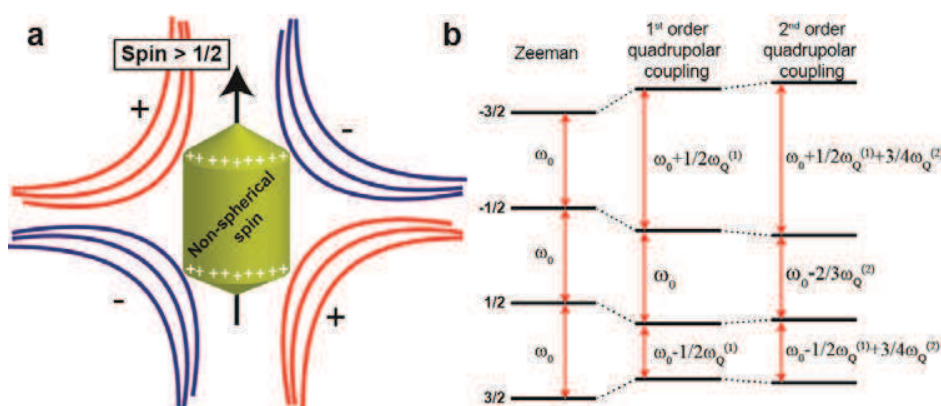 a
Spin > 1/2
+
-
Non-spherical
spin
++ ++++ ++
++ ++++ ++
-
+
b
Zeeman
1st order
quadrupolar
coupling
2nd order
quadrupolar
coupling
-3/2
ω0
ω0+1/2ωQ(1)
ω0+1/2ωQ(1)+3/4ωQ(2)
-1/2
ω0
ω0
ω0-2/3ωQ(2)
1/2
ω0
ω0-1/2ωQ(1)
ω0-1/2ωQ(1)+3/4ωQ(2)
3/2